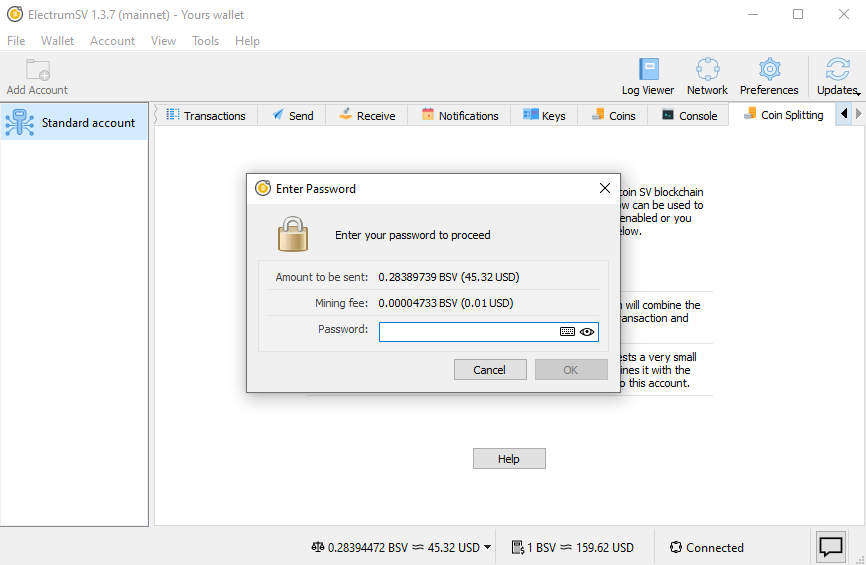 ElectrumSV 1.3.7 (mainnet) - Yours wallet
File Wallet Account View Tools Help
Add Account
Log Viewer Network Preferences Updates
Standard account
Transactions Send Receive Notifications Keys Coins Console Coin Splitting
Enter Password
coin SV blockchain
ow can be used to
enabled or you
elow.
Enter your password to proceed
Amount to be sent: 0.28389739 BSV (45.32 USD)
Mining fee: 0.00004733 BSV (0.01 USD)
Password:
n will combine the
ransaction and
ests a very small
ines it with the
o this account.
Cancel OK
Help
0.28394472 BSV ≈ 45.32 USD 1 BSV ≈ 159.62 USD Connected